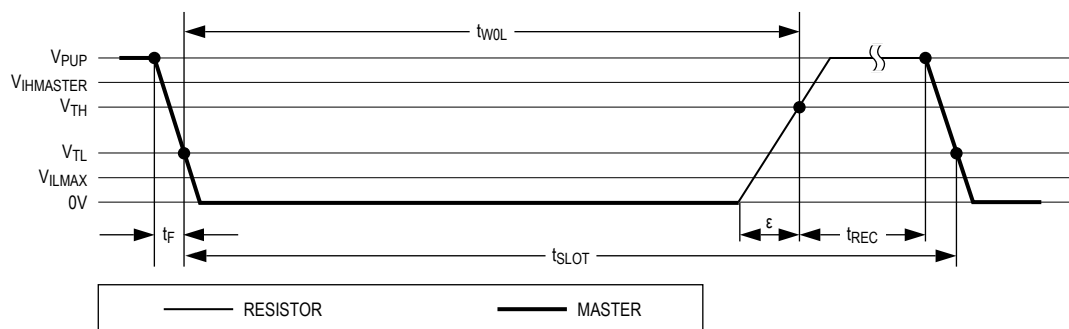 tW0L
VPUP
VIHMASTER
VTH
VTL
VILMAX
0V
tF
ε
tREC
tSLOT
RESISTOR
MASTER